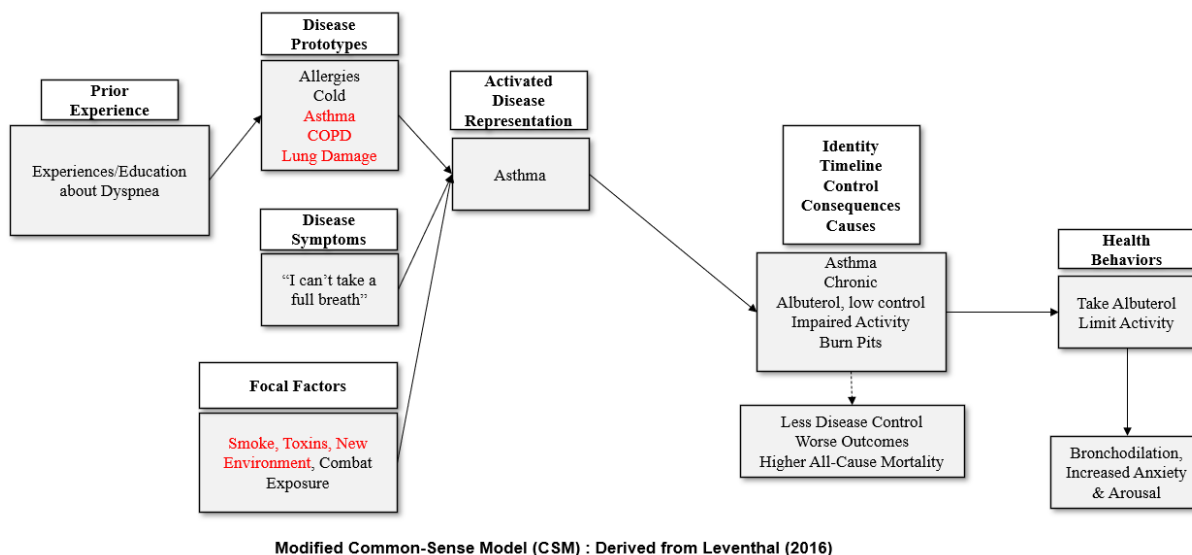 Prior
Experience
Experiences/Education
about Dyspnea
Disease
Prototypes
Allergies
Cold
Asthma
COPD
Lung Damage
Disease
Symptoms
“I can’t take a
full breath”
Focal Factors
Smoke, Toxins, New
Environment, Combat
Exposure
Activated
Disease
Representation
Asthma
Identity
Timeline
Control
Consequences
Causes
Asthma
Chronic
Albuterol, low control
Impaired Activity
Burn Pits
Less Disease Control
Worse Outcomes
Higher All-Cause Mortality
Health
Behaviors
Take Albuterol
Limit Activity
Bronchodilation,
Increased Anxiety
& Arousal
Modified Common-Sense Model (CSM) : Derived from Leventhal (2016)